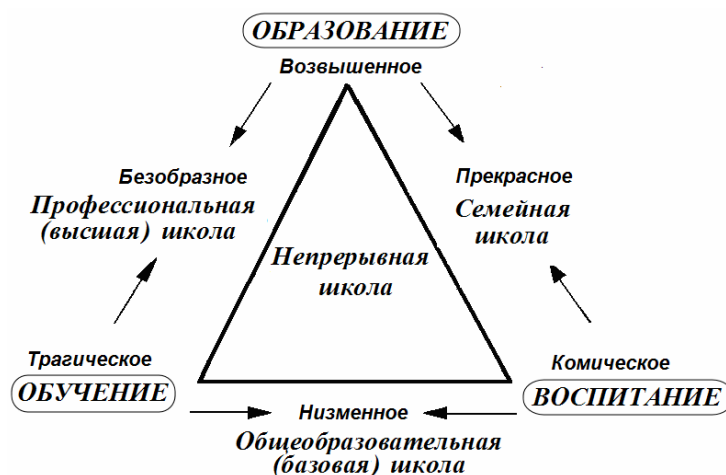 ОБРАЗОВАНИЕ
Возвышенное
Безобразное
Профессиональная
(высшая) школа
Прекрасное
Семейная
школа
Непрерывная
школа
Трагическое
ОБУЧЕНИЕ
Комическое
ВОСПИТАНИЕ
Низменное
Общеобразовательная
(базовая) школа